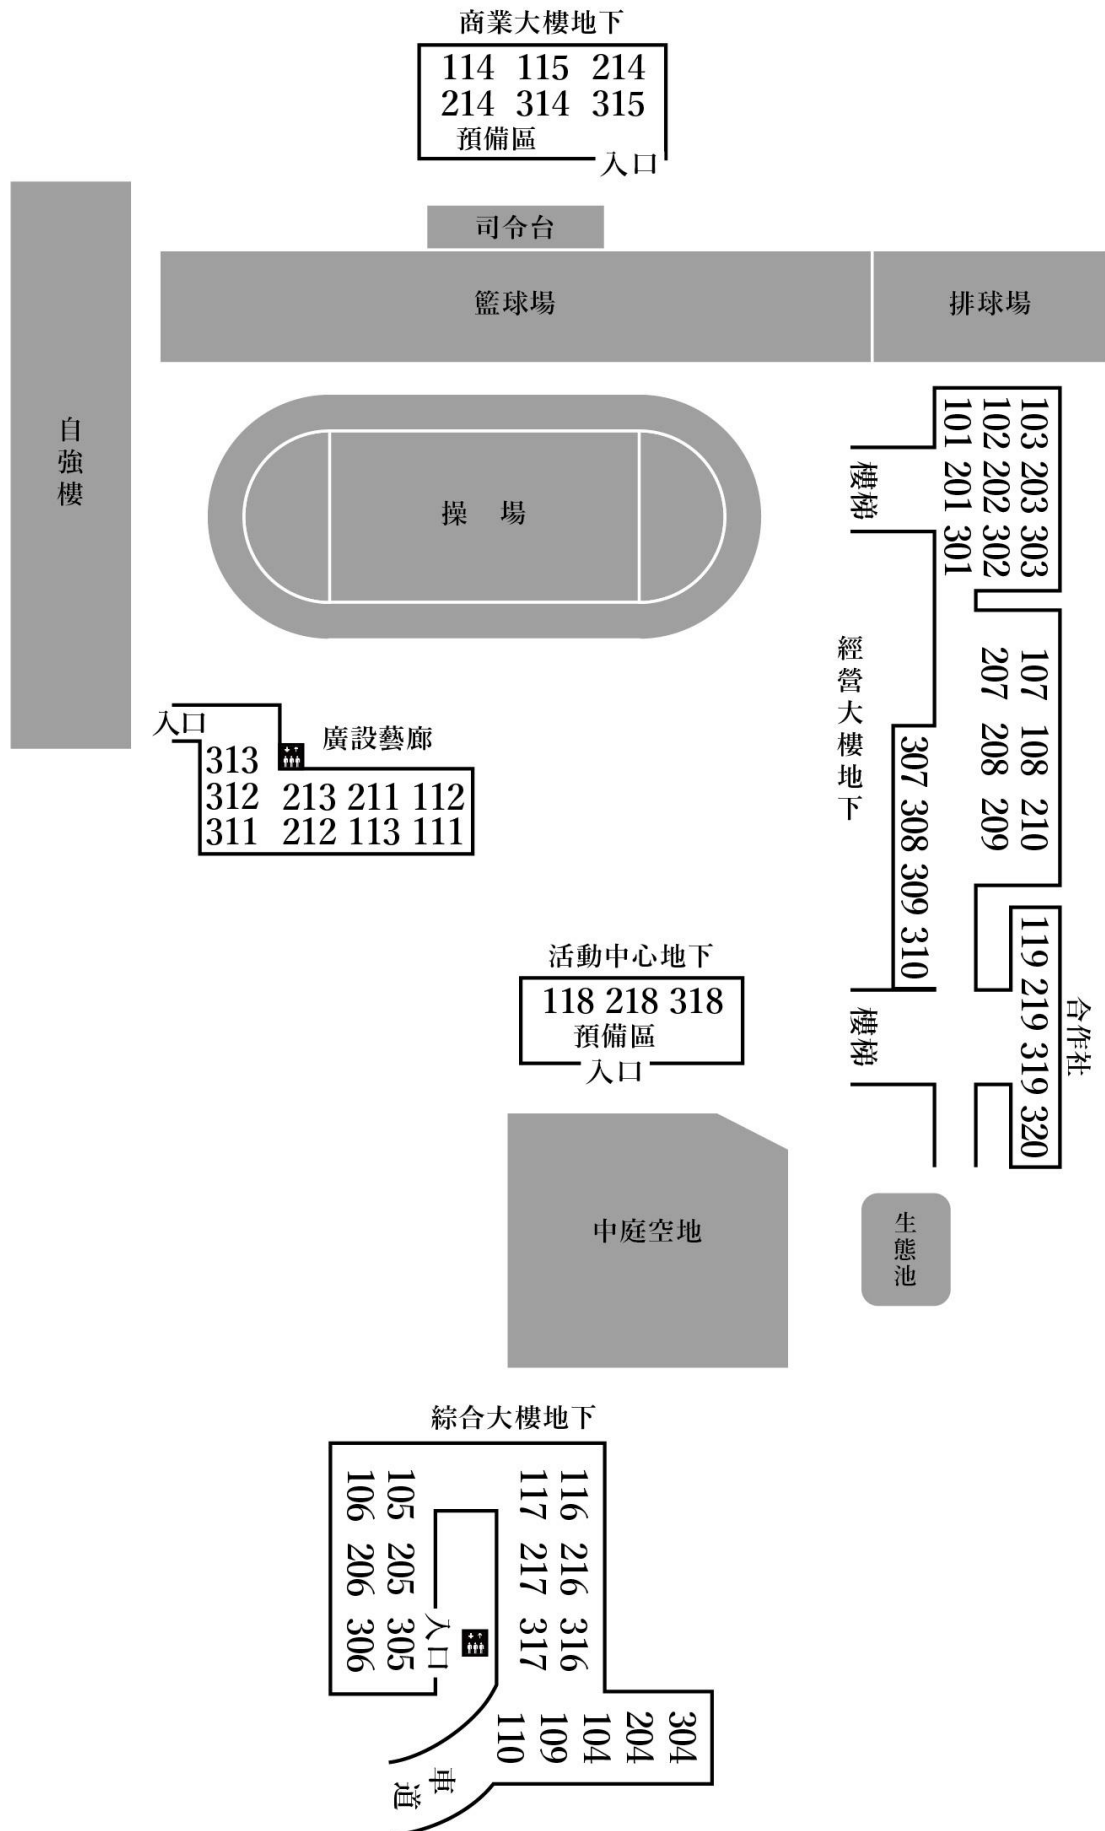 商業大樓地下
114 115 214
214 314 315
預備區
入口
司令台
籃球場
排球場
自強樓
操 場
103 203 303
102 202 302
101 201 301
樓梯
經營大樓地下
107 108 210
207 208 209
307 308 309 310
入口
廣設藝廊
313
312 213 211 112
311 212 113 111
活動中心地下
118 218 318
預備區
入口
119 219 319 320
合作社
樓梯
中庭空地
生態池
綜合大樓地下
116 216 316
117 217 317
105 205 305
106 206 306
入口
304
204
104
109
110
車道